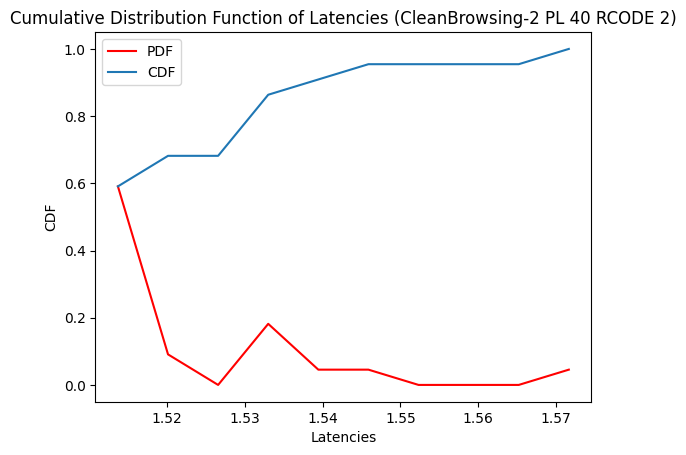 Cumulative Distribution Function of Latencies (CleanBrowsing-2 PL 40 RCODE 2)
PDF
CDF
1.0
0.8
0.6
0.4
0.2
0.0
CDF
1.52
1.53
1.54
1.55
1.56
1.57
Latencies